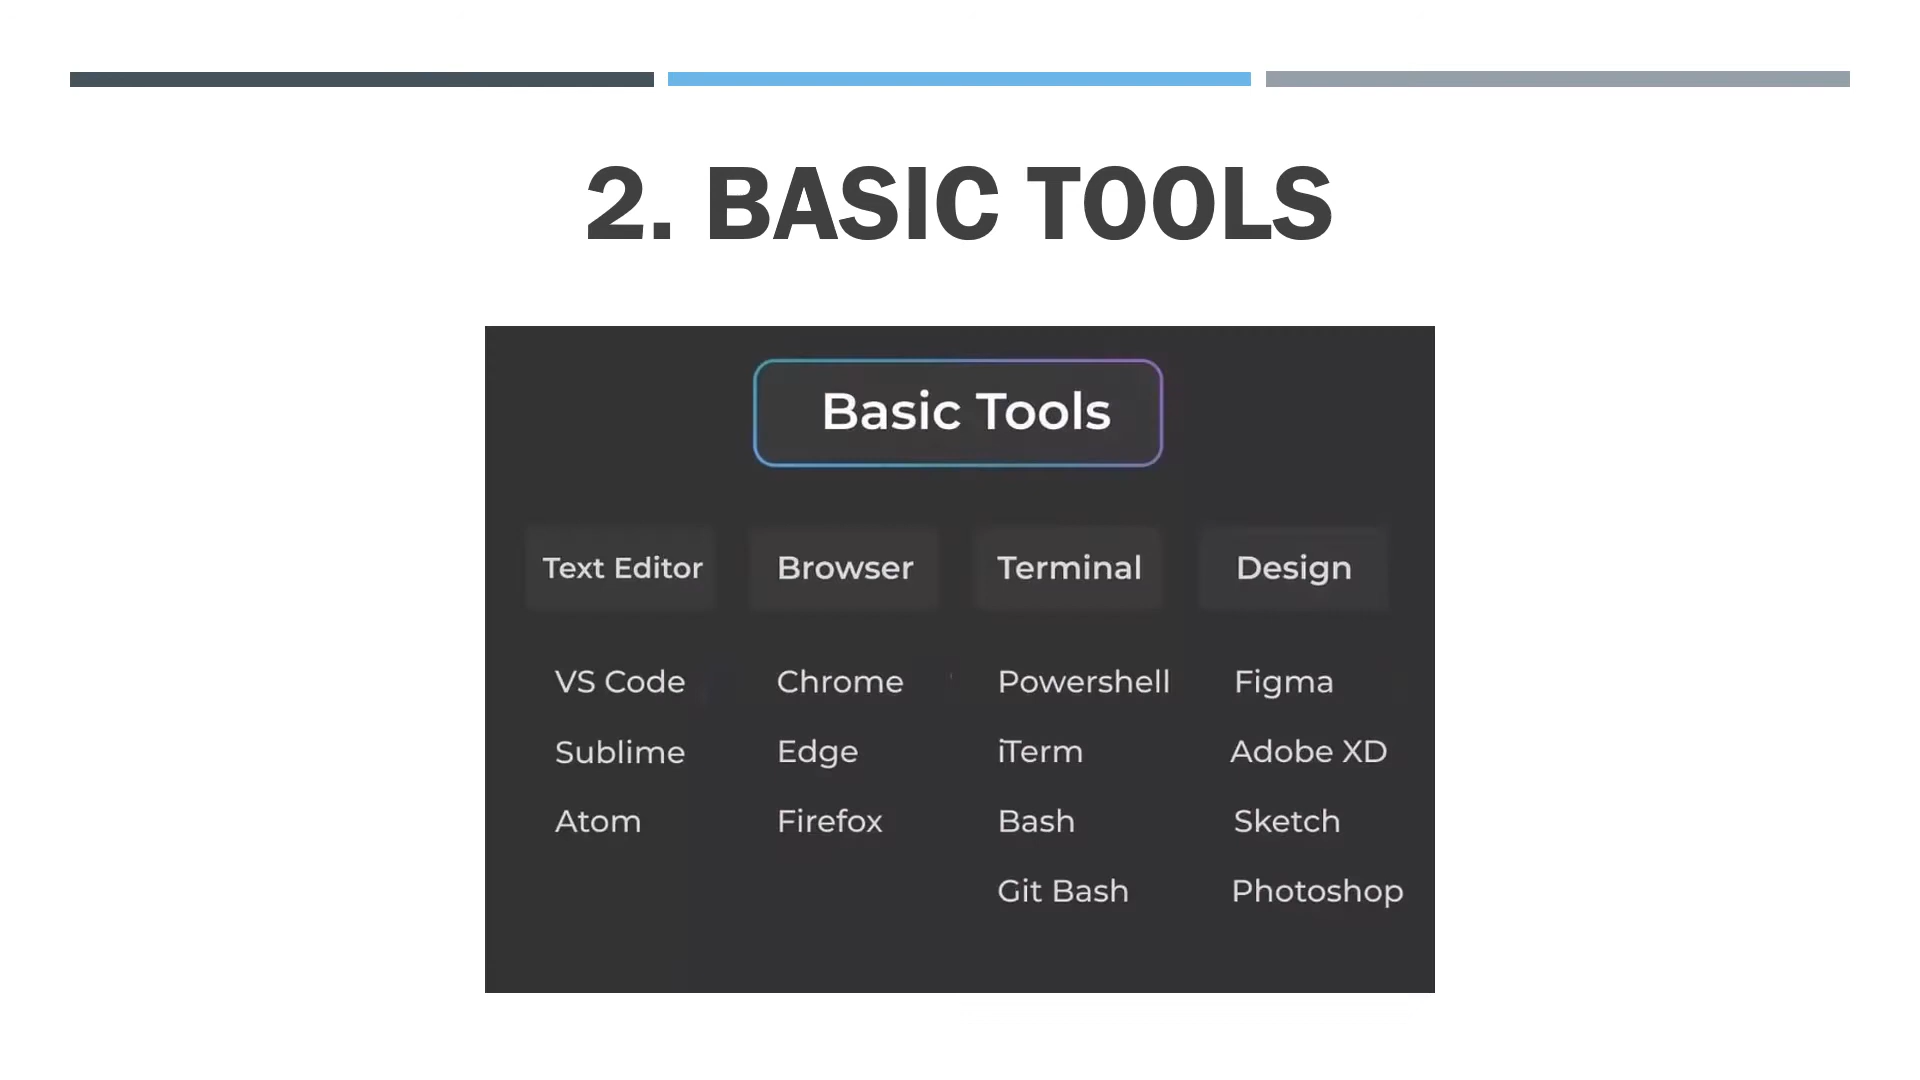 2. BASIC TOOLS
Basic Tools
Text Editor
Browser
Terminal
Design
VS Code
Chrome
Powershell
Figma
Sublime
Edge
iTerm
Adobe XD
Atom
Firefox
Bash
Sketch
Git Bash
Photoshop